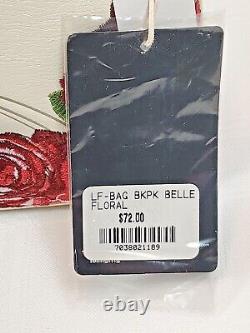 LF-BAG BKPK BELLE
FLORAL
$72.00
7038021189